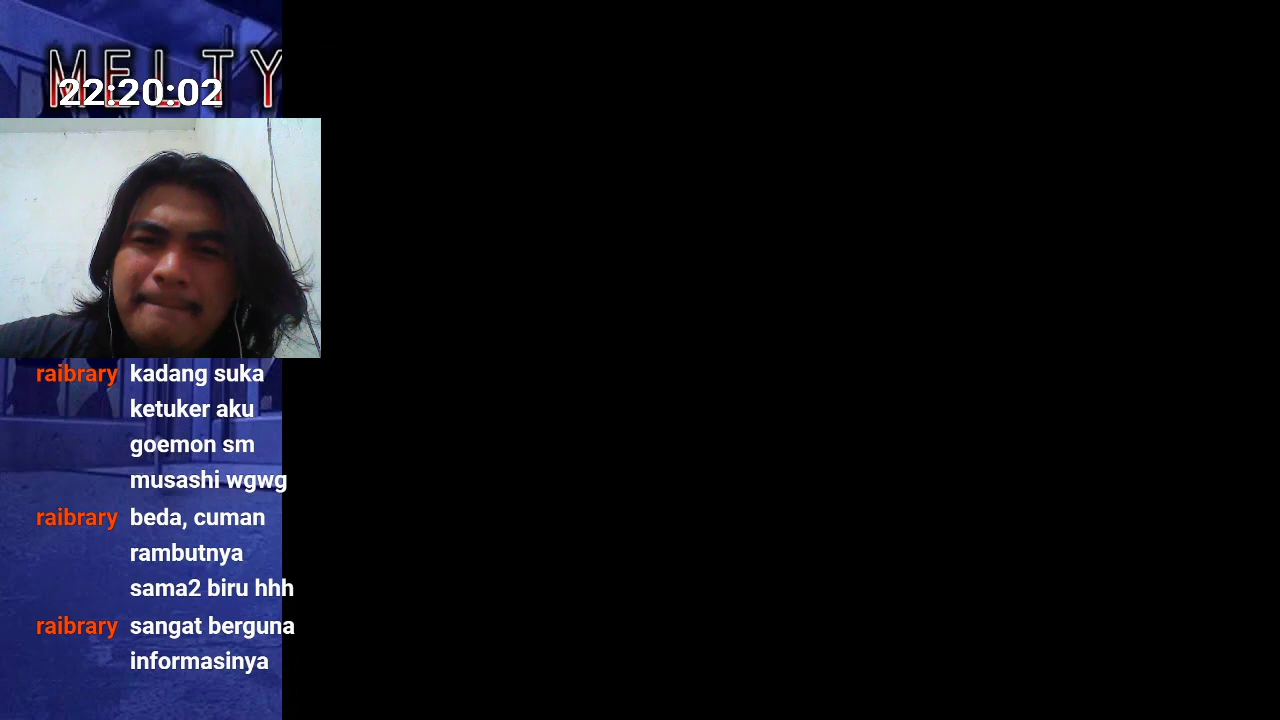 MELTY
22:20:02
raibrary kadang suka
ketuker aku
goemon sm
musashi wgwg
raibrary beda, cuman
rambutnya
sama2 biru hhh
raibrary sangat berguna
informasinya